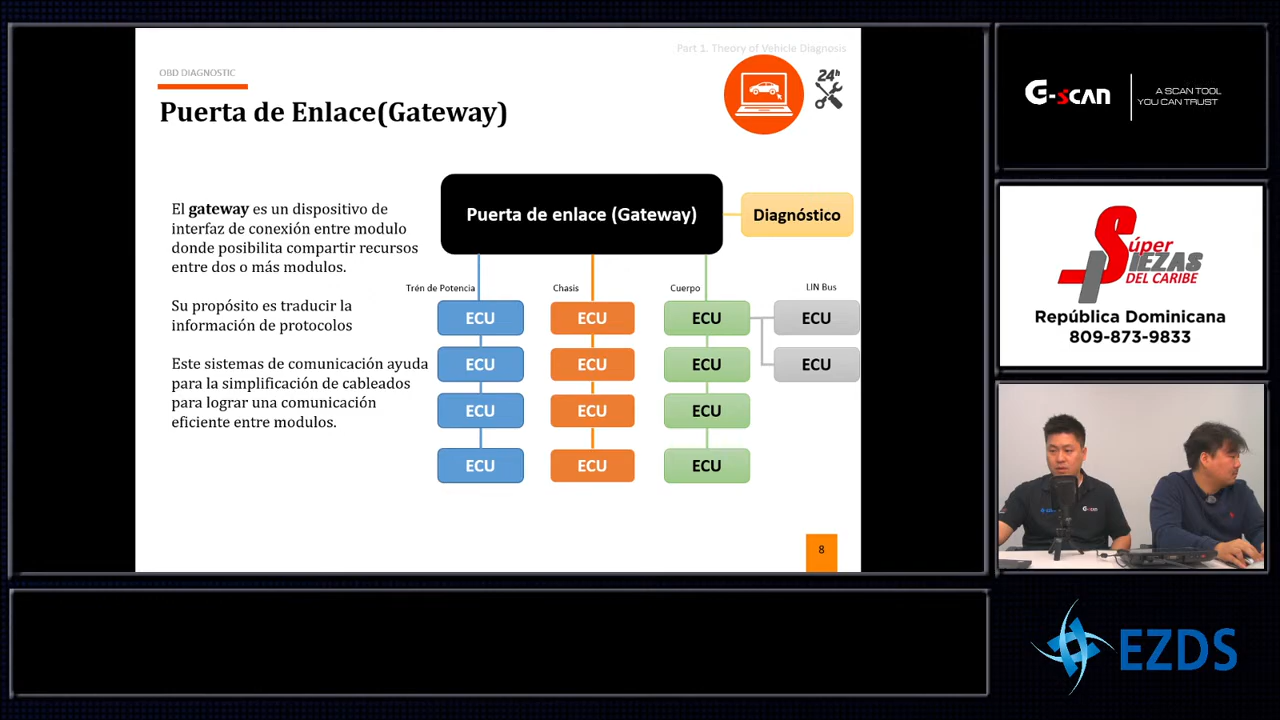 Part 1. Theory of Vehicle Diagnosis
OBD DIAGNOSTIC
Puerta de Enlace(Gateway)
24h
El gateway es un dispositivo de
interfaz de conexión entre modulo
donde posibilita compartir recursos
entre dos o más modulos.
Su propósito es traducir la
información de protocolos
Este sistemas de comunicación ayuda
para la simplificación de cableados
para lograr una comunicación
eficiente entre modulos.
Puerta de enlace (Gateway)
Diagnóstico
Trén de Potencia
Chasis
Cuerpo
LIN Bus
ECU ECU ECU ECU
ECU ECU ECU ECU
ECU ECU ECU
ECU ECU ECU
8
G-SCAN
A SCAN TOOL
YOU CAN TRUST
Súper
PIEZAS
DEL CARIBE
República Dominicana
809-873-9833
EZDS